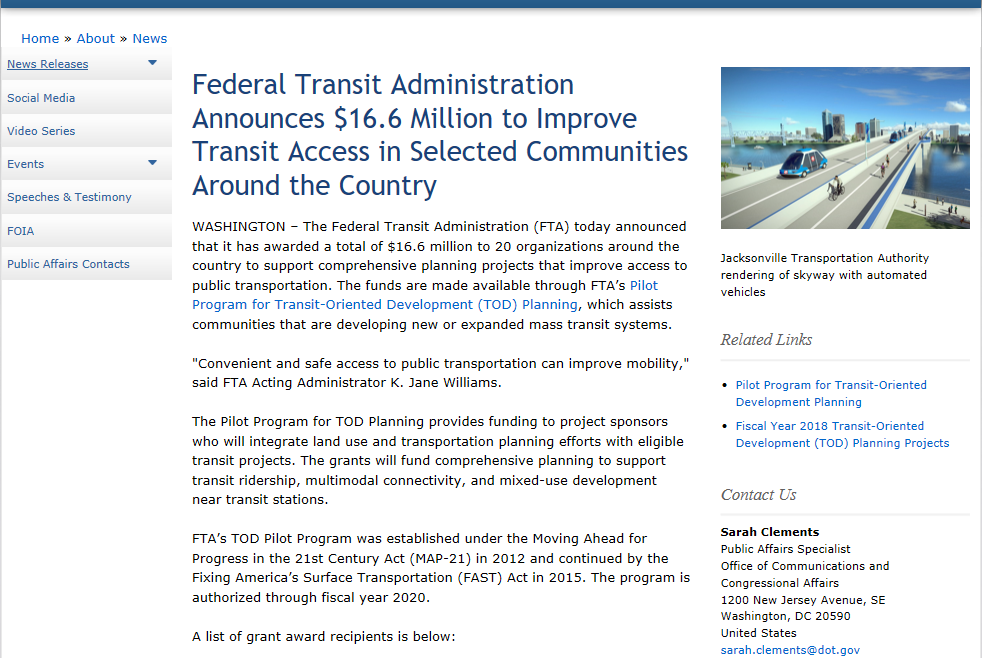 Home » About » News
News Releases
Social Media
Video Series
Events
Speeches & Testimony
FOIA
Public Affairs Contacts
Federal Transit Administration
Announces $16.6 Million to Improve
Transit Access in Selected Communities
Around the Country
WASHINGTON – The Federal Transit Administration (FTA) today announced
that it has awarded a total of $16.6 million to 20 organizations around the
country to support comprehensive planning projects that improve access to
public transportation. The funds are made available through FTA’s Pilot
Program for Transit-Oriented Development (TOD) Planning, which assists
communities that are developing new or expanded mass transit systems.
"Convenient and safe access to public transportation can improve mobility,"
said FTA Acting Administrator K. Jane Williams.
The Pilot Program for TOD Planning provides funding to project sponsors
who will integrate land use and transportation planning efforts with eligible
transit projects. The grants will fund comprehensive planning to support
transit ridership, multimodal connectivity, and mixed-use development
near transit stations.
FTA’s TOD Pilot Program was established under the Moving Ahead for
Progress in the 21st Century Act (MAP-21) in 2012 and continued by the
Fixing America’s Surface Transportation (FAST) Act in 2015. The program is
authorized through fiscal year 2020.
A list of grant award recipients is below:
Jacksonville Transportation Authority
rendering of skyway with automated
vehicles
Related Links
• Pilot Program for Transit-Oriented
Development Planning
• Fiscal Year 2018 Transit-Oriented
Development (TOD) Planning Projects
Contact Us
Sarah Clements
Public Affairs Specialist
Office of Communications and
Congressional Affairs
1200 New Jersey Avenue, SE
Washington, DC 20590
United States
sarah.clements@dot.gov